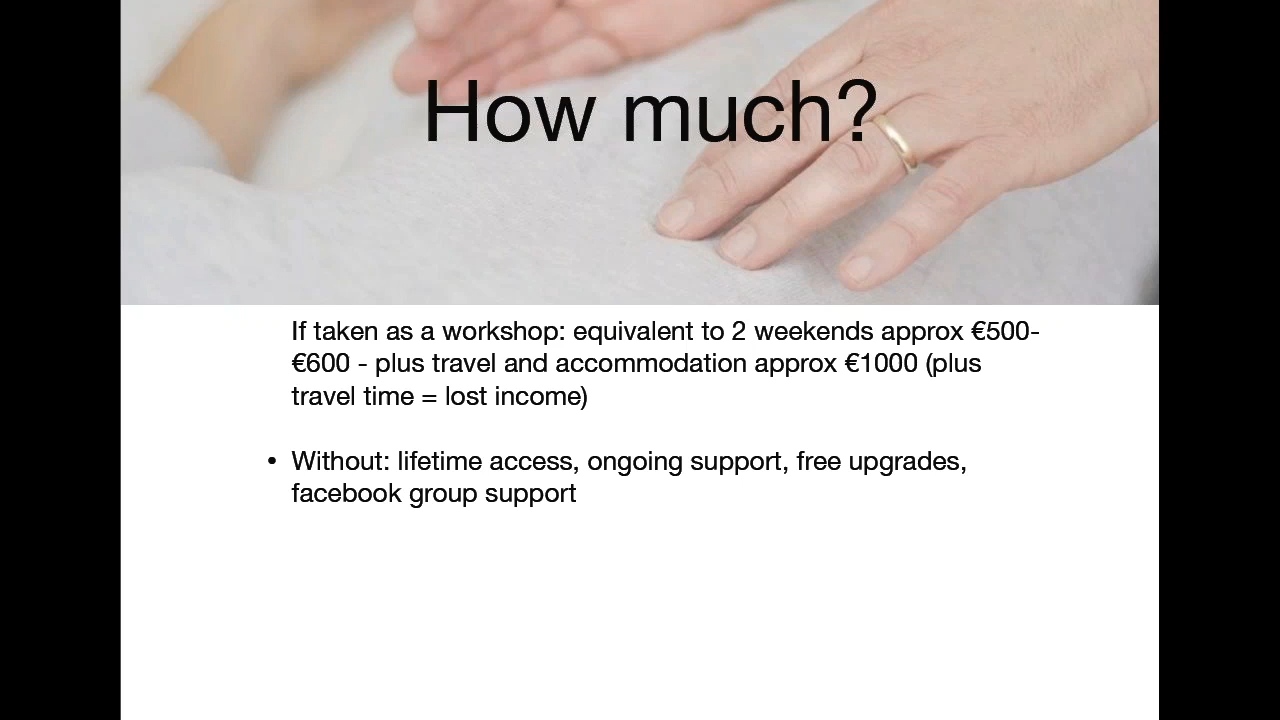 How much?
If taken as a workshop: equivalent to 2 weekends approx €500-
€600 - plus travel and accommodation approx €1000 (plus
travel time = lost income)
• Without: lifetime access, ongoing support, free upgrades,
facebook group support